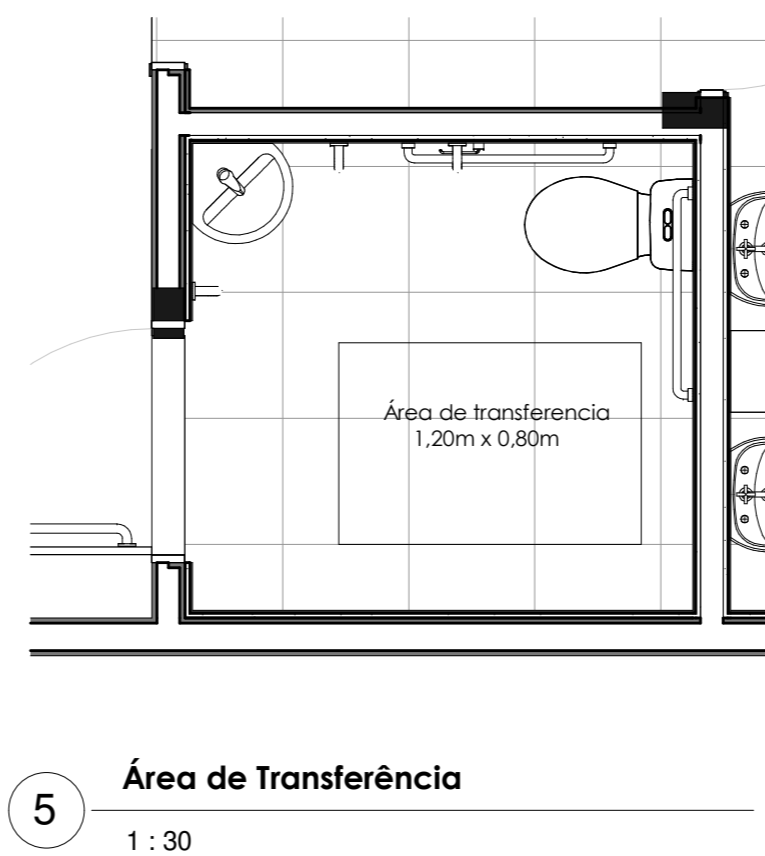 Área de transferencia
1,20m x 0,80m
5
Área de Transferência
1 : 30